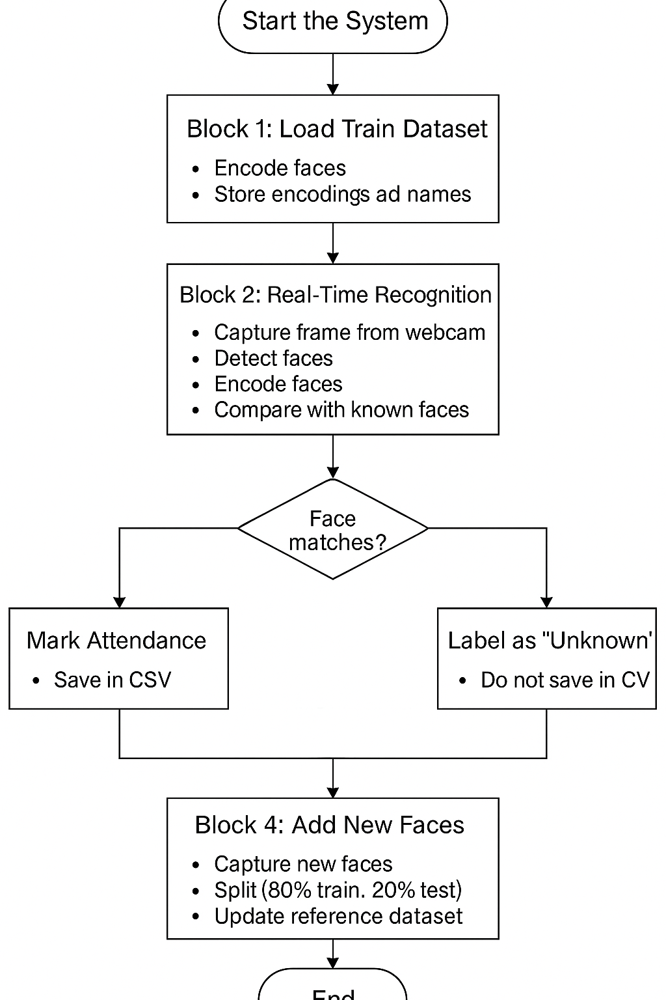 Start the System
Block 1: Load Train Dataset
• Encode faces
• Store encodings ad names
Block 2: Real-Time Recognition
• Capture frame from webcam
• Detect faces
• Encode faces
• Compare with known faces
Face
matches?
Mark Attendance
• Save in CSV
Label as "Unknown'
• Do not save in CV
Block 4: Add New Faces
• Capture new faces
• Split (80% train. 20% test)
• Update reference dataset
End